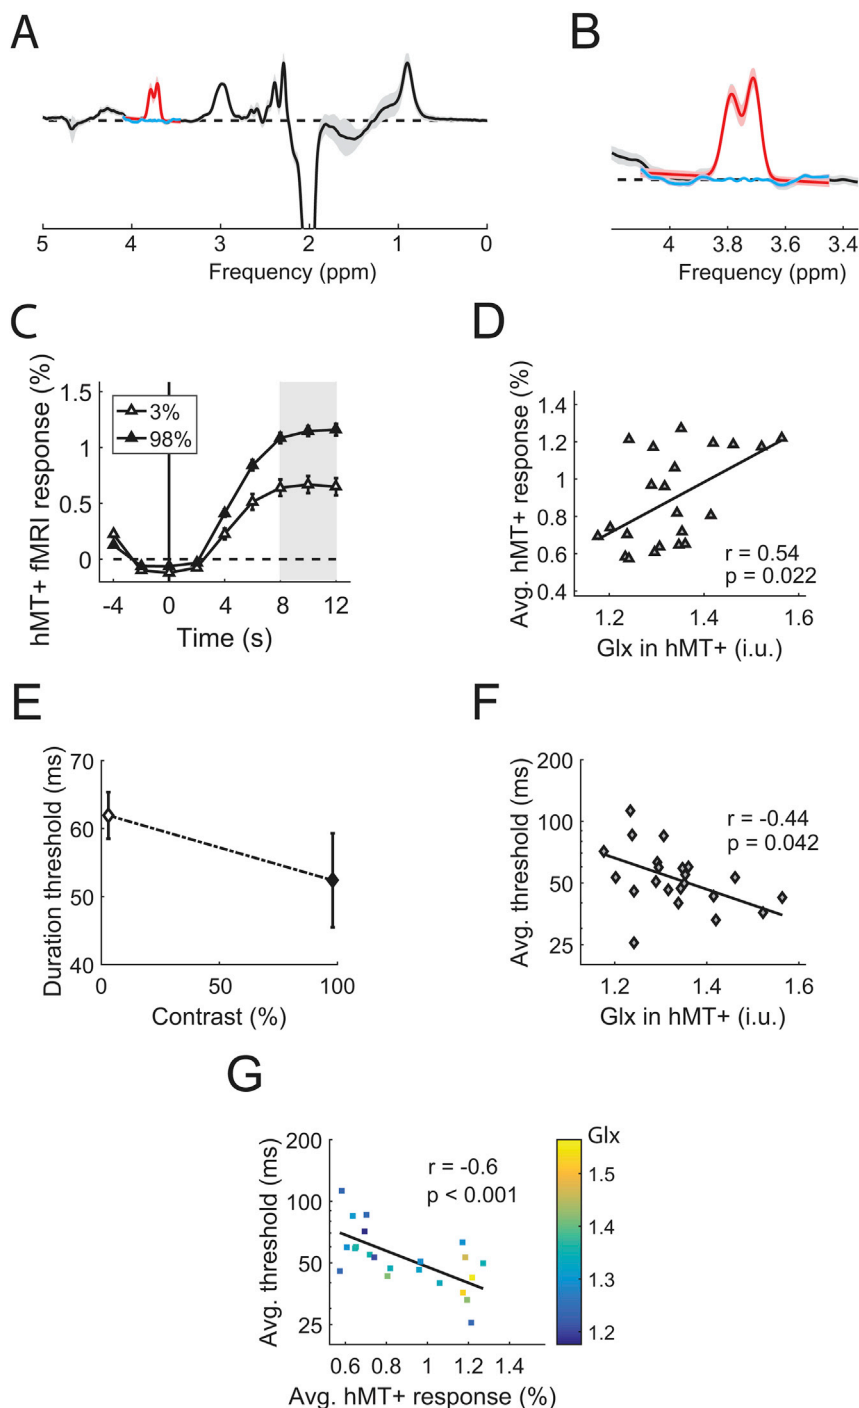 A
5 4 3 2 1 0
Frequency (ppm)
B
4 3.8 3.6 3.4
Frequency (ppm)
C
hMT+ fMRI response (%)
1.5
1
0.5
0
3%
98%
-4 0 4 8 12
Time (s)
D
Avg. hMT+ response (%)
1.4
1.2
1
0.8
0.6
0.4
r = 0.54
p = 0.022
1.2 1.4 1.6
Glx in hMT+ (i.u.)
E
Duration threshold (ms)
70
60
50
40
0 50 100
Contrast (%)
F
Avg. threshold (ms)
200
100
50
25
r = -0.44
p = 0.042
1.2 1.4 1.6
Glx in hMT+ (i.u.)
G
Avg. threshold (ms)
200
100
50
25
r = -0.6
p < 0.001
0.6 0.8 1 1.2 1.4
Avg. hMT+ response (%)
Glx
1.5
1.4
1.3
1.2